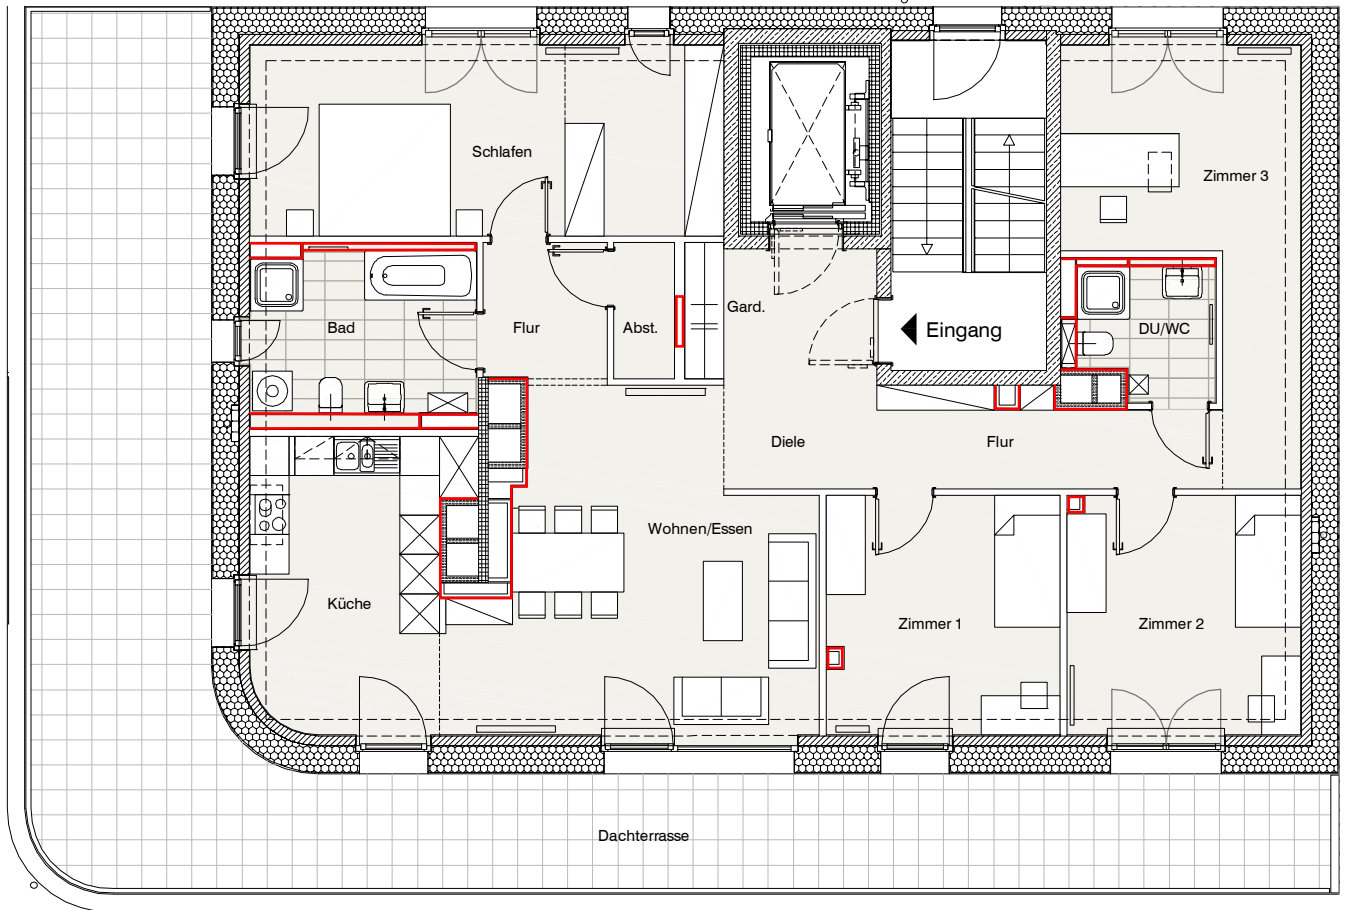 Schlafen
Zimmer 3
Bad
Flur
Abst.
Gard.
Eingang
DU/WC
Diele
Flur
Wohnen/Essen
Küche
Zimmer 1
Zimmer 2
Dachterrasse